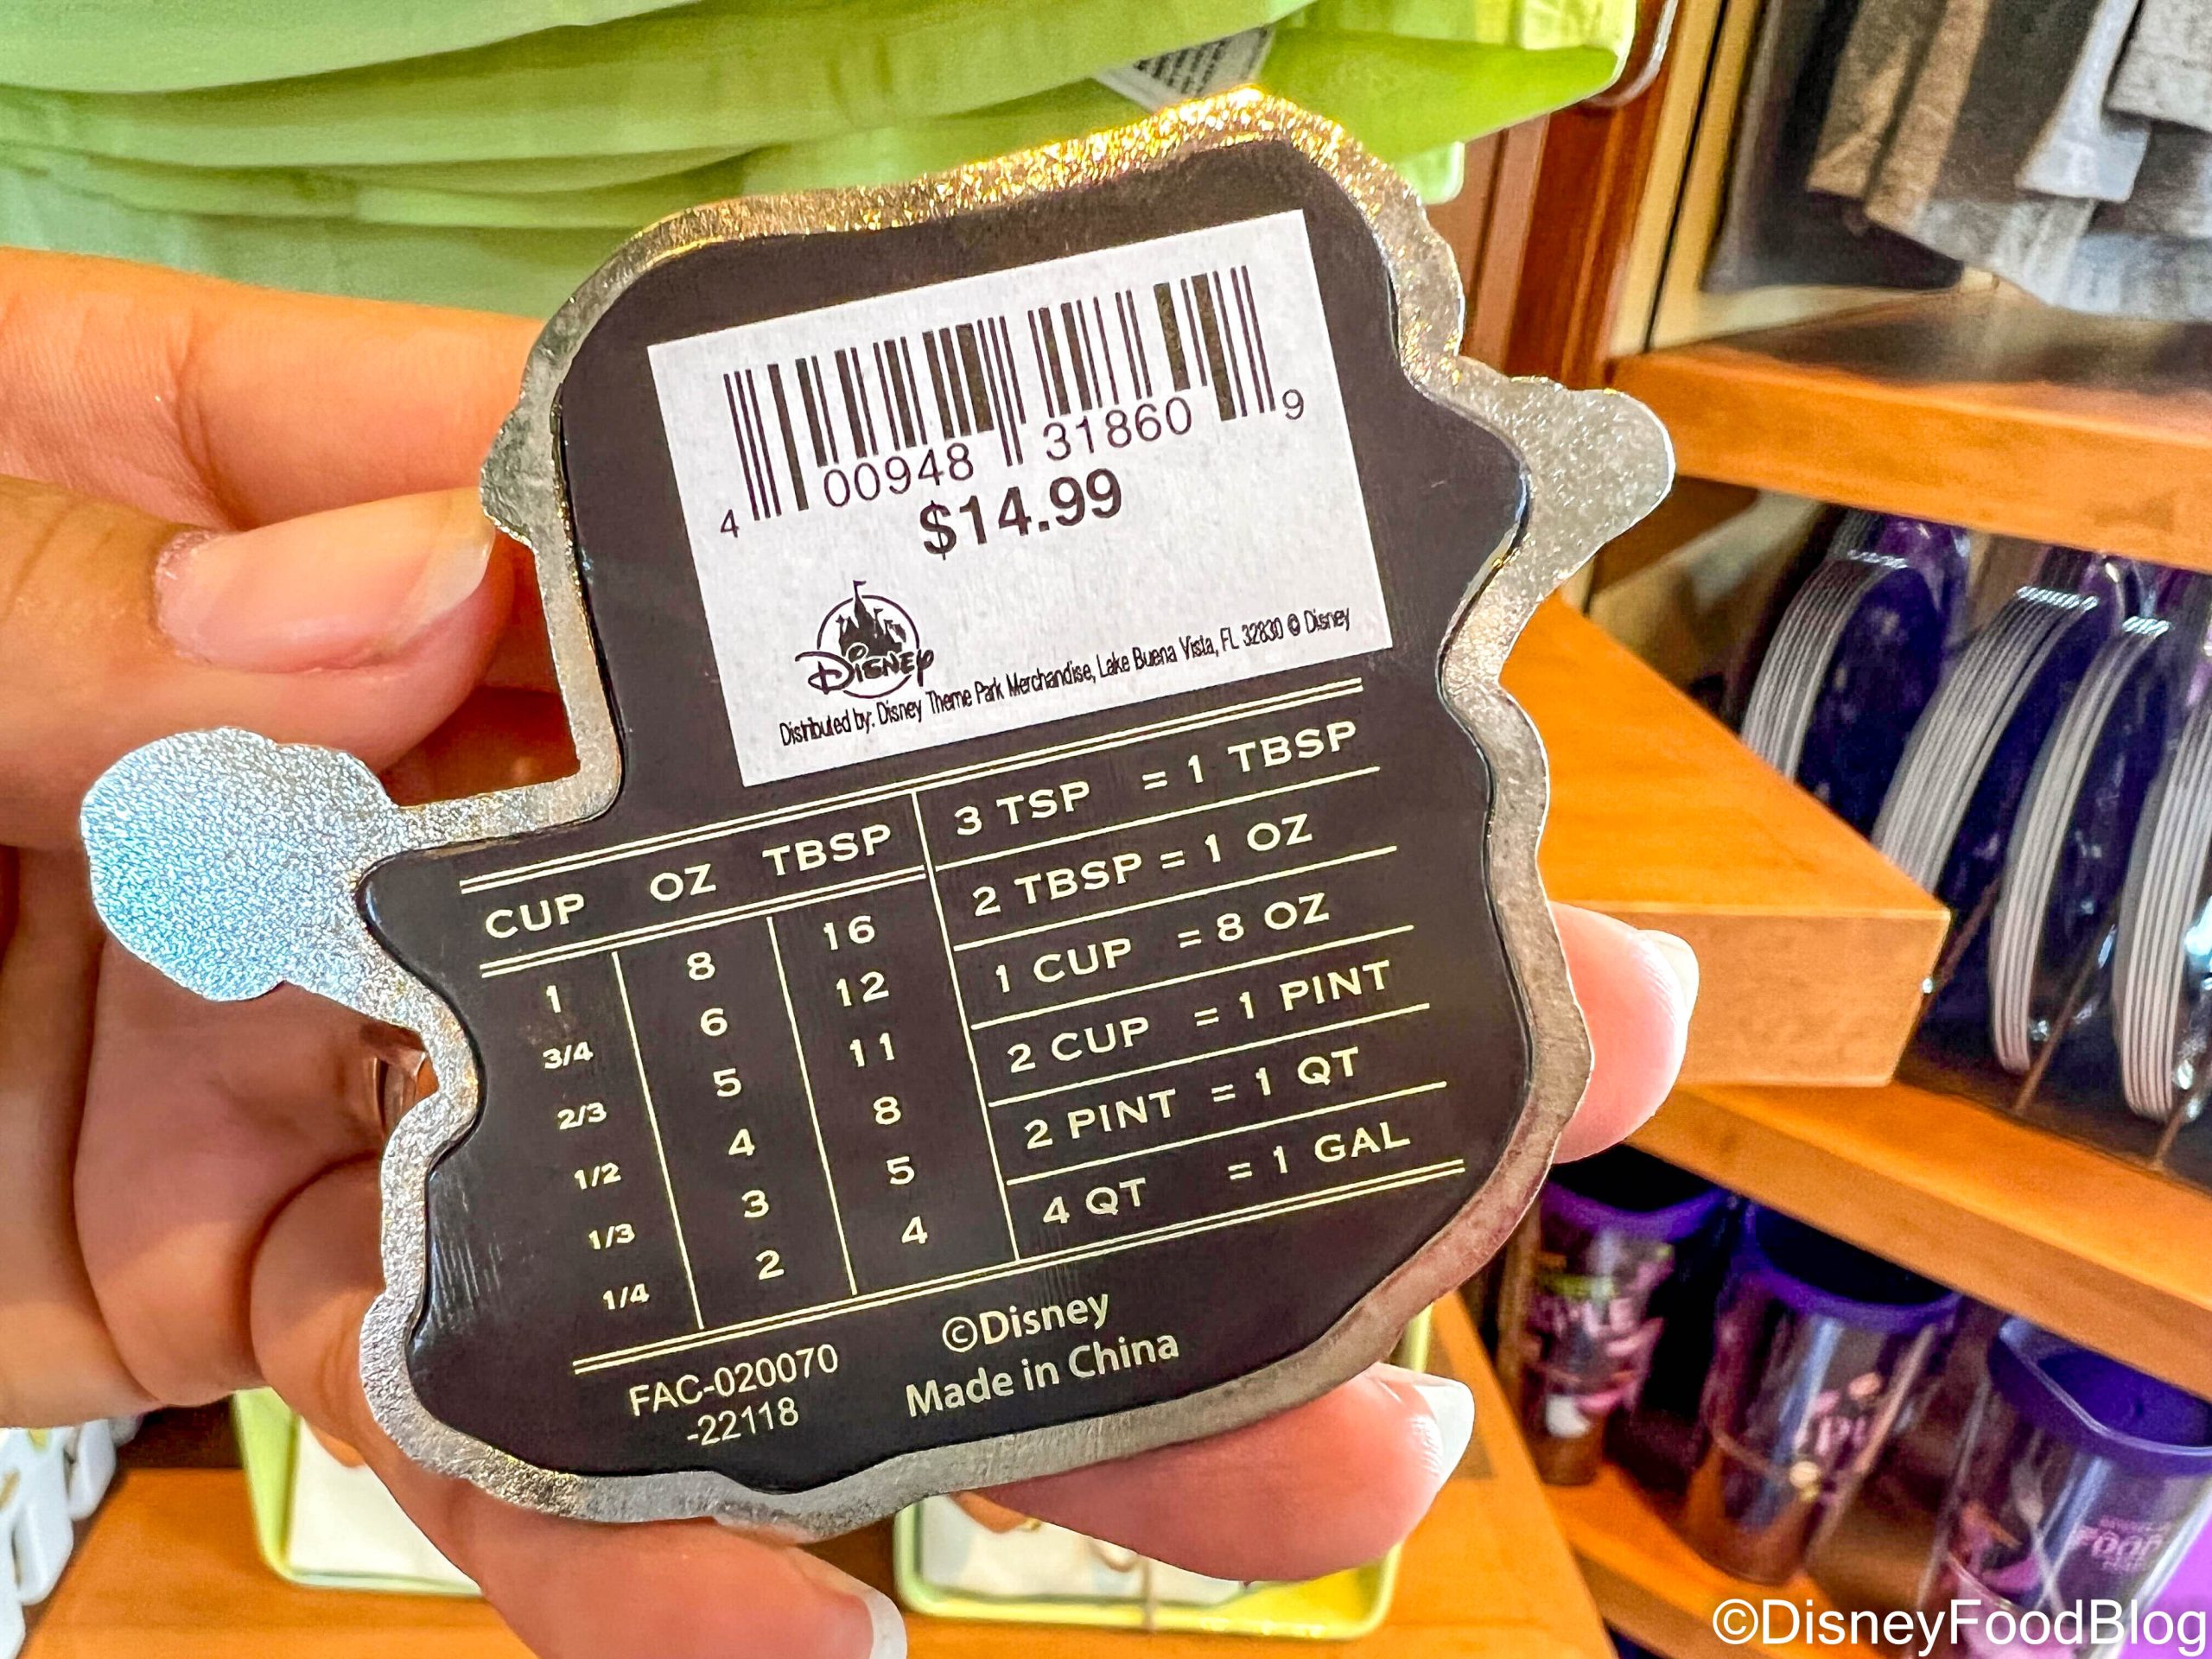 4 00948 31860 9
$14.99
Disney
Distributed by: Disney Theme Park Merchandise, Lake Buena Vista, FL 32830 © Disney
CUP OZ TBSP
1 8 16
3/4 6 12
2/3 5 11
1/2 4 8
1/3 3 5
1/4 2 4
3 TSP = 1 TBSP
2 TBSP = 1 OZ
1 CUP = 8 OZ
2 CUP = 1 PINT
2 PINT = 1 QT
4 QT = 1 GAL
FAC-020070
-22118
©Disney
Made in China
©DisneyFoodBlog